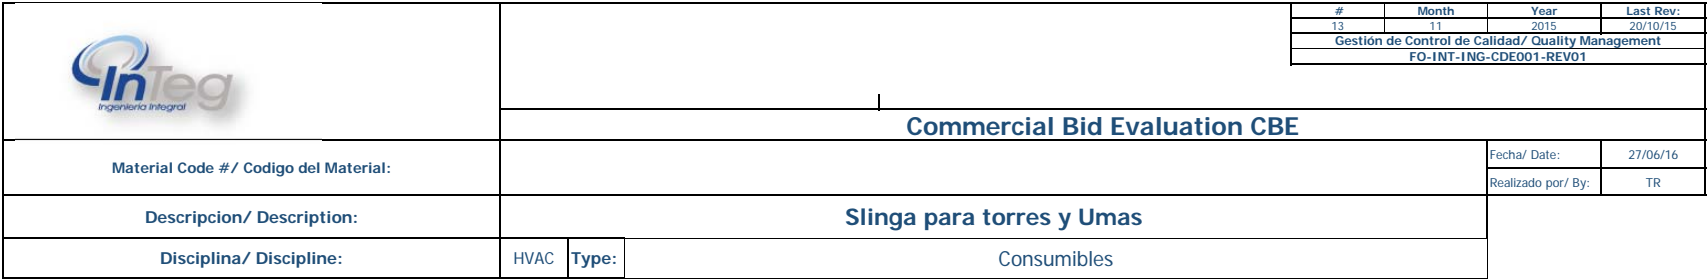 # Month Year Last Rev:
13 11 2015 20/10/15
Gestión de Control de Calidad/ Quality Management
FO-INT-ING-CDE001-REV01
InTeg
Ingeniería Integral
Commercial Bid Evaluation CBE
Material Code #/ Codigo del Material:
Fecha/ Date: 27/06/16
Realizado por/ By: TR
Descripcion/ Description: Slinga para torres y Umas
Disciplina/ Discipline: HVAC Type: Consumibles